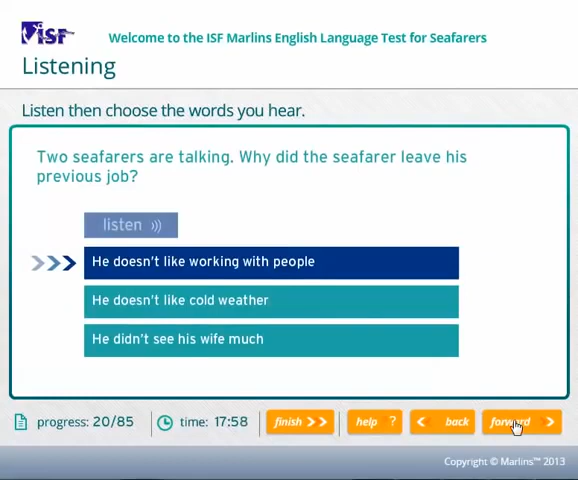 ISF
Welcome to the ISF Marlins English Language Test for Seafarers
Listening
Listen then choose the words you hear.
Two seafarers are talking. Why did the seafarer leave his
previous job?
listen
He doesn't like working with people
He doesn't like cold weather
He didn't see his wife much
progress: 20/85 time: 17:58 finish >> help ? < back forward >
Copyright © Marlins™ 2013